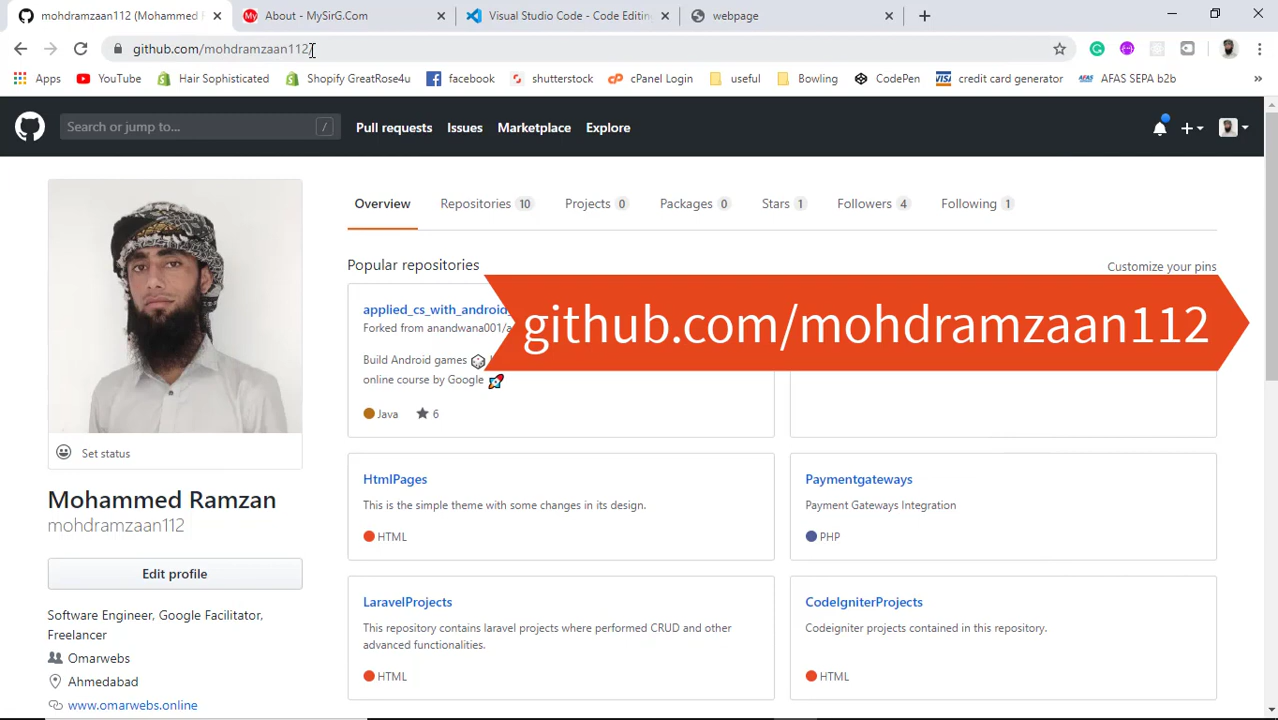 mohdramzaan112 (Mohammed R
About - MySirG.Com
Visual Studio Code - Code Editin
webpage
github.com/mohdramzaan112
Apps
YouTube
Hair Sophisticated
Shopify GreatRose4u
facebook
shutterstock
cPanel Login
useful
Bowling
CodePen
credit card generator
AFAS SEPA b2b
»
Search or jump to...
/
Pull requests
Issues
Marketplace
Explore
Overview
Repositories 10
Projects 0
Packages 0
Stars 1
Followers 4
Following 1
Popular repositories
Customize your pins
applied_cs_with_android
Forked from anandwana001/a
Build Android games
online course by Google
Java
6
github.com/mohdramzaan112
HtmlPages
This is the simple theme with some changes in its design.
HTML
Paymentgateways
Payment Gateways Integration
PHP
LaravelProjects
This repository contains laravel projects where performed CRUD and other
advanced functionalities.
HTML
CodeIgniterProjects
Codeigniter projects contained in this repository.
HTML
Set status
Mohammed Ramzan
mohdramzaan112
Edit profile
Software Engineer, Google Facilitator,
Freelancer
Omarwebs
Ahmedabad
www.omarwebs.online